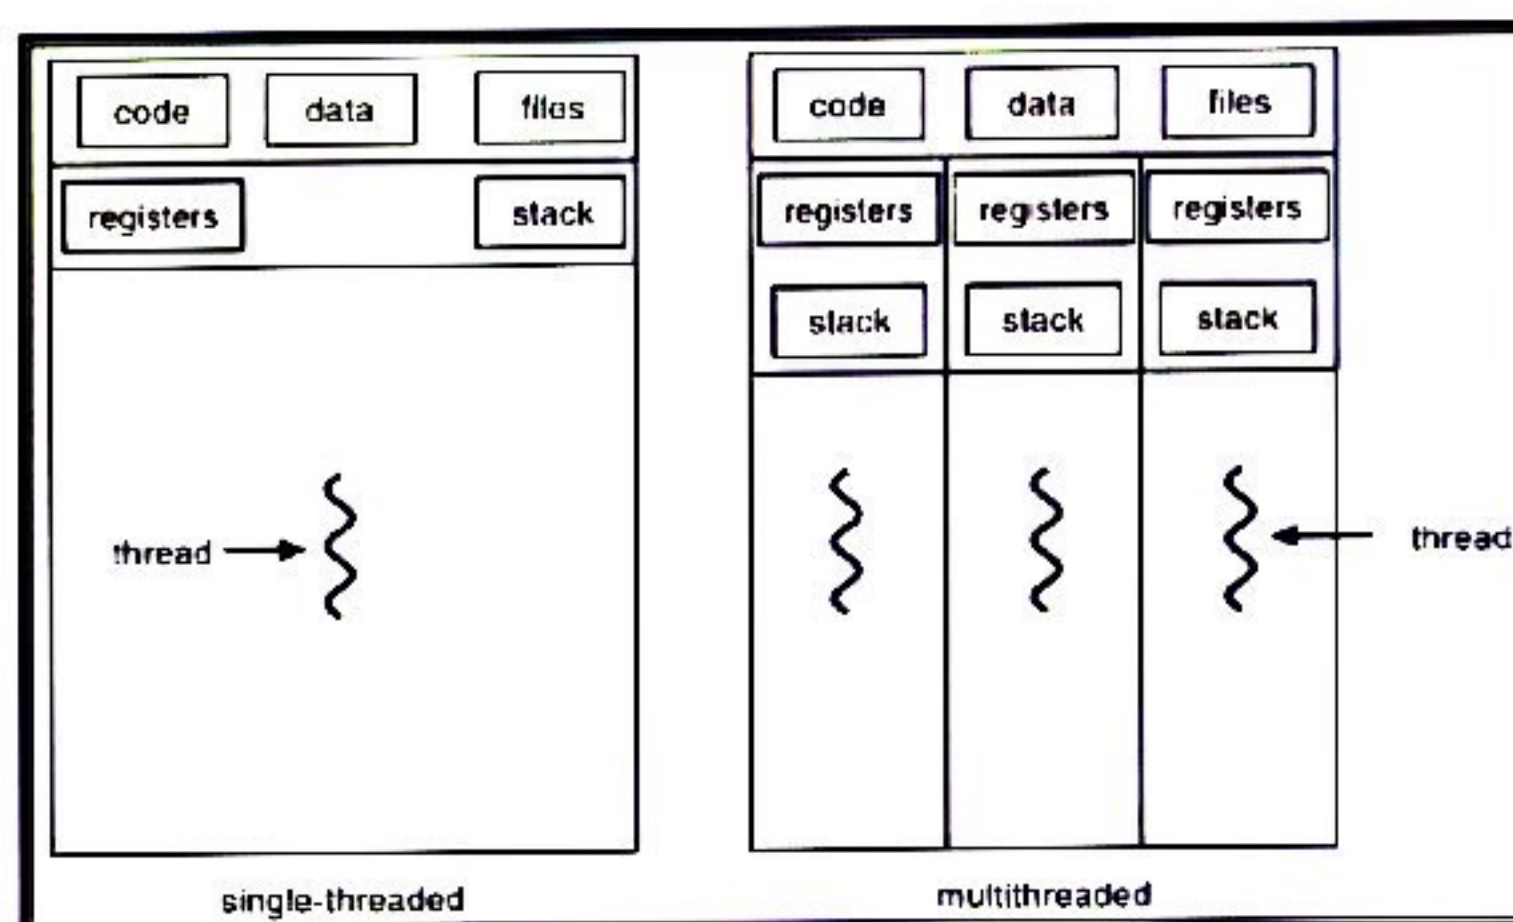 code data files
registers stack
thread
single-threaded
code data files
registers registers registers
stack stack stack
thread
multithreaded